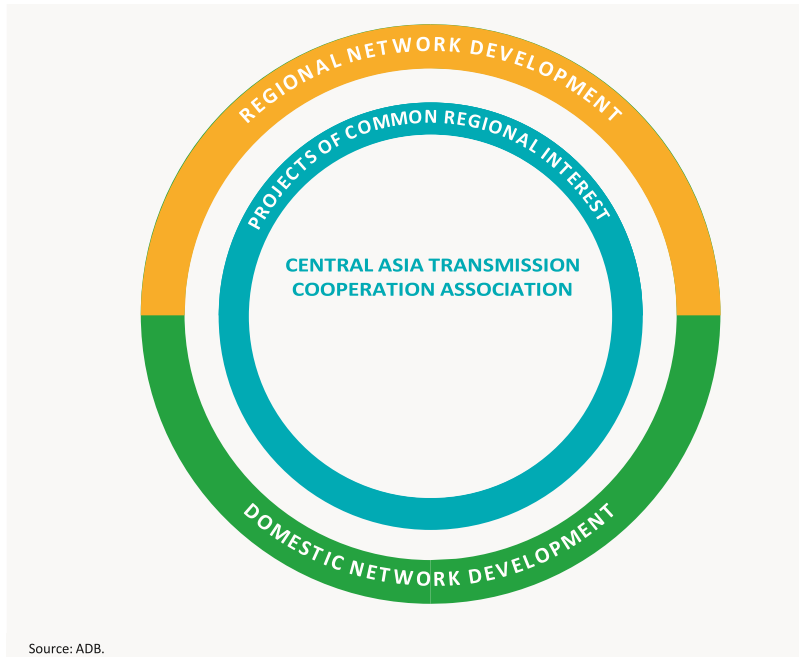 REGIONAL NETWORK DEVELOPMENT
PROJECTS OF COMMON REGIONAL INTEREST
CENTRAL ASIA TRANSMISSION
COOPERATION ASSOCIATION
DOMESTIC NETWORK DEVELOPMENT
Source: ADB.